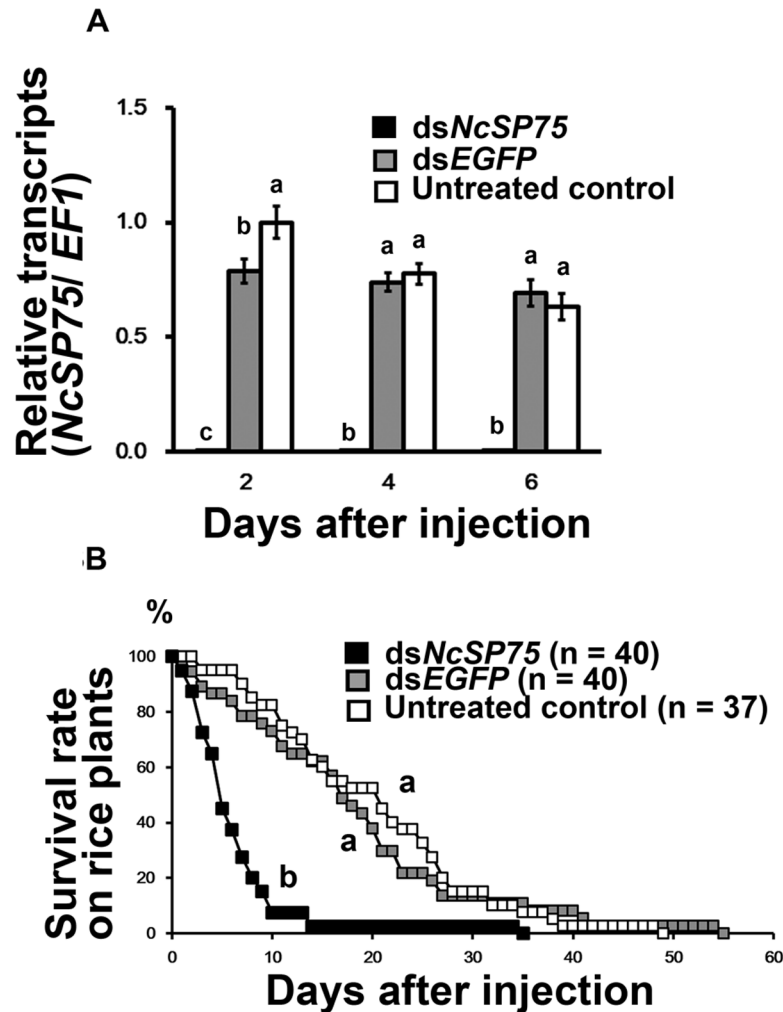 A
Relative transcripts
(NcSP75/ EF1)
1.5
1.0
0.5
0.0
dsNcSP75
dsEGFP
Untreated control
c
b
a
b
a
a
b
a
a
2
4
6
Days after injection
B
%
Survival rate
on rice plants
100
80
60
40
20
0
dsNcSP75 (n = 40)
dsEGFP (n = 40)
Untreated control (n = 37)
a
a
b
0
10
20
30
40
50
60
Days after injection